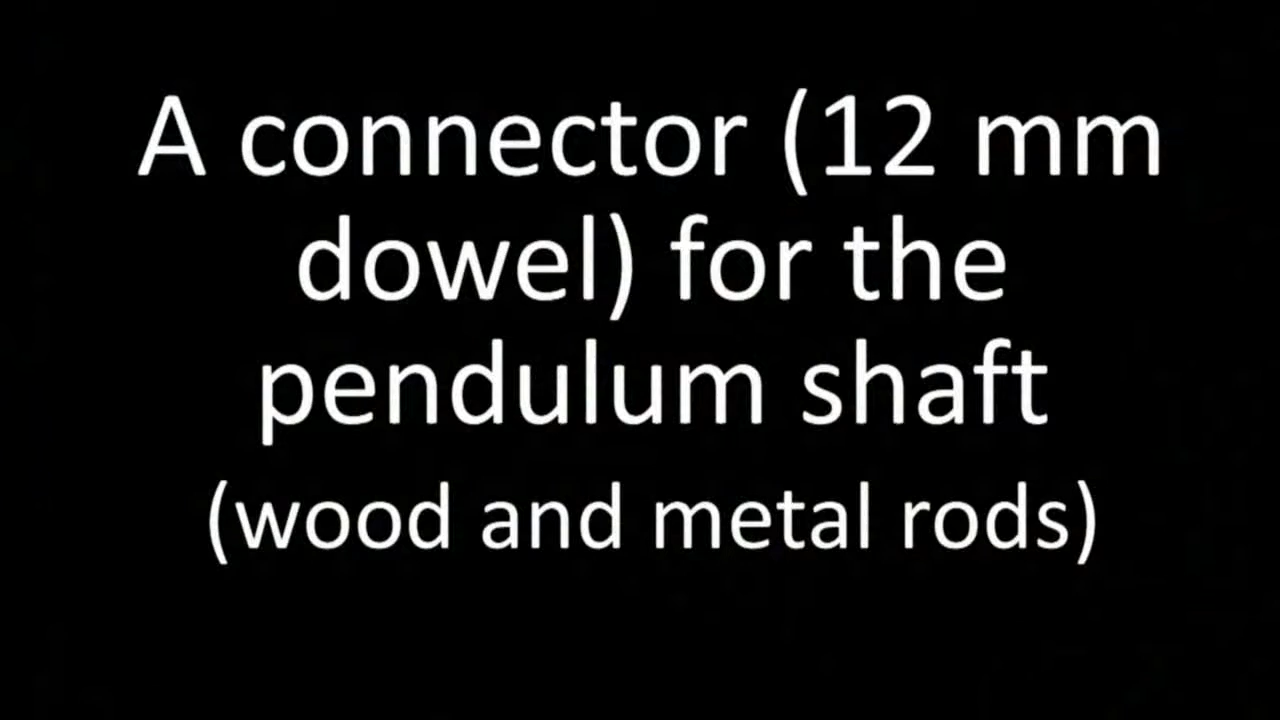 A connector (12 mm
dowel) for the
pendulum shaft
(wood and metal rods)